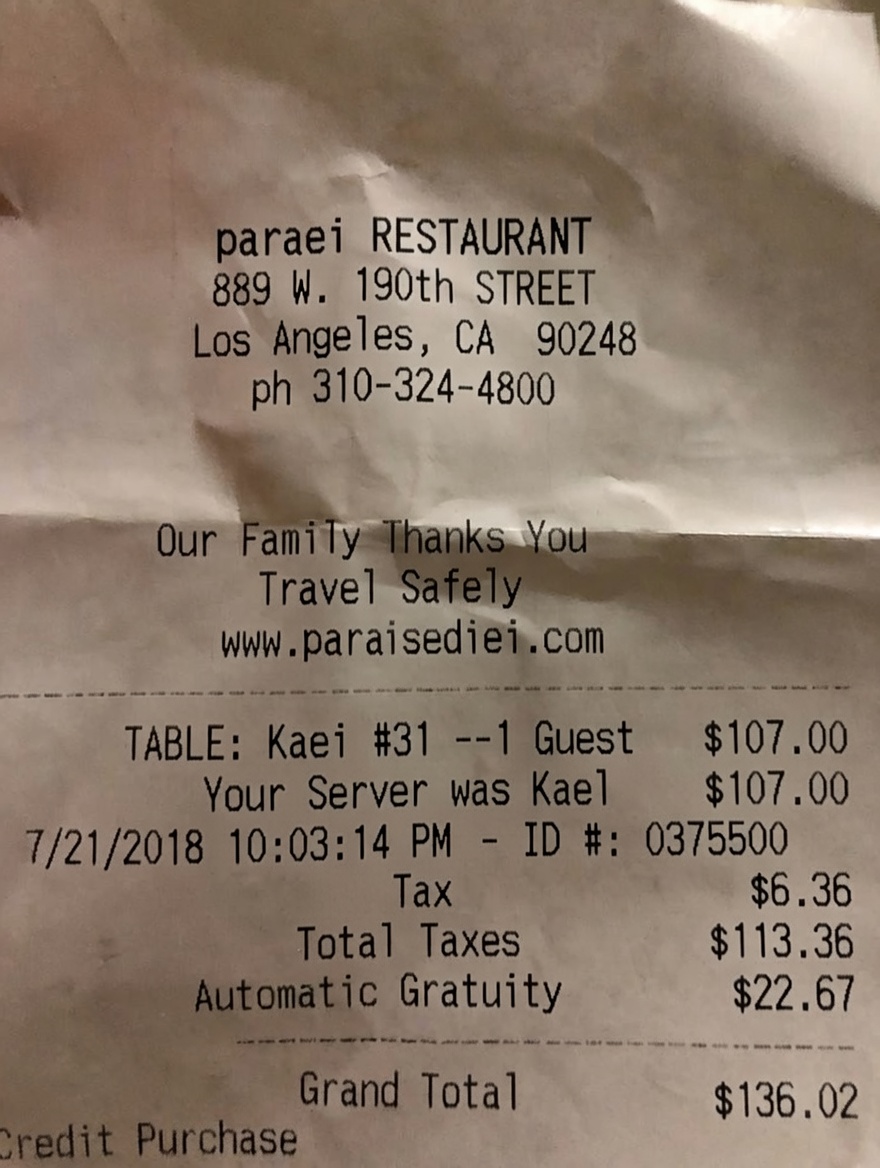 paraei RESTAURANT
889 W. 190th STREET
Los Angeles, CA 90248
ph 310-324-4800
Our Family Thanks You
Travel Safely
www.paraisediei.com
TABLE: Kaei #31 --1 Guest $107.00
Your Server was Kael $107.00
7/21/2018 10:03:14 PM - ID #: 0375500
Tax $6.36
Total Taxes $113.36
Automatic Gratuity $22.67
Grand Total $136.02
Credit Purchase